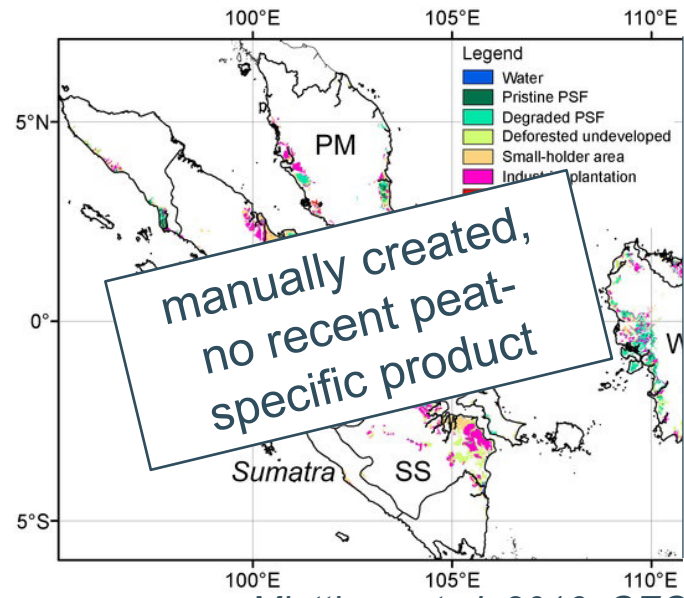 100°E 105°E 110°E
Legend
Water
Pristine PSF
5°N
Degraded PSF
Deforested undeveloped
PM
Small-holder area
plantation
manually created,
no recent peat-
specific product
0°
W
Sumatra
SS
5°S
100°E 105°E 110°E